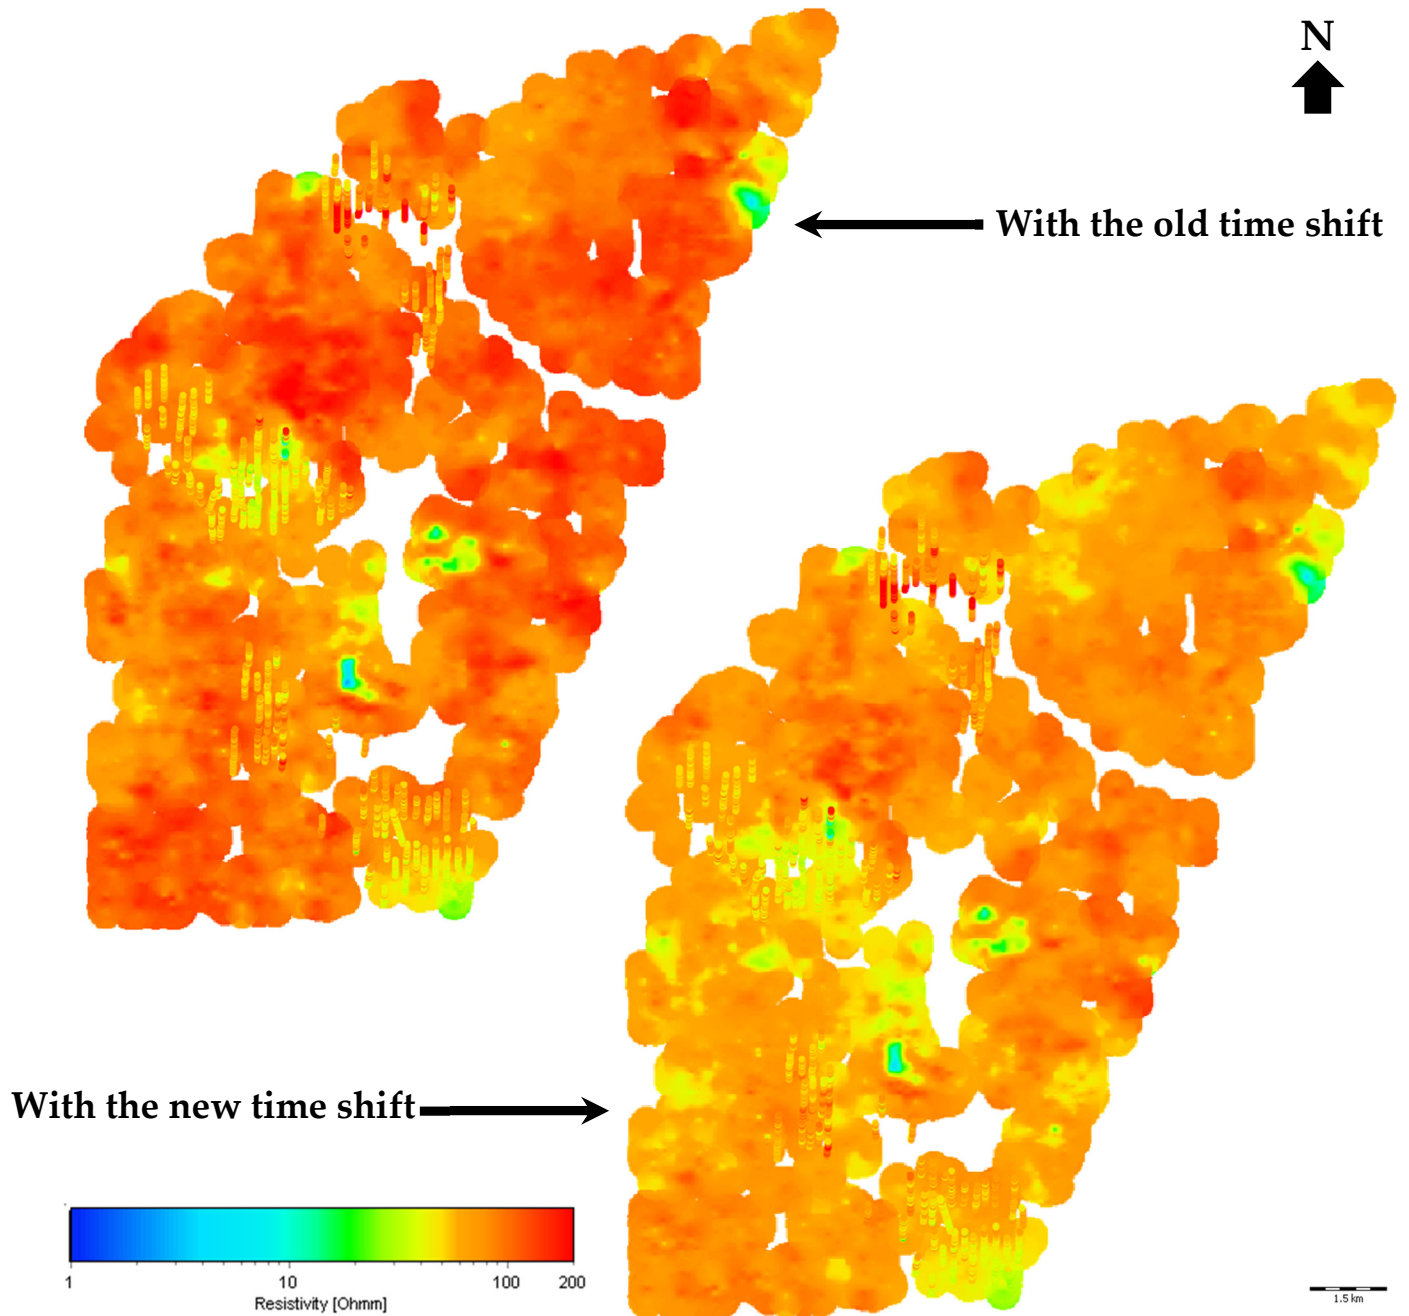 N
With the old time shift
With the new time shift
1 10 100 200
Resistivity [Ohmm]
1.5 km